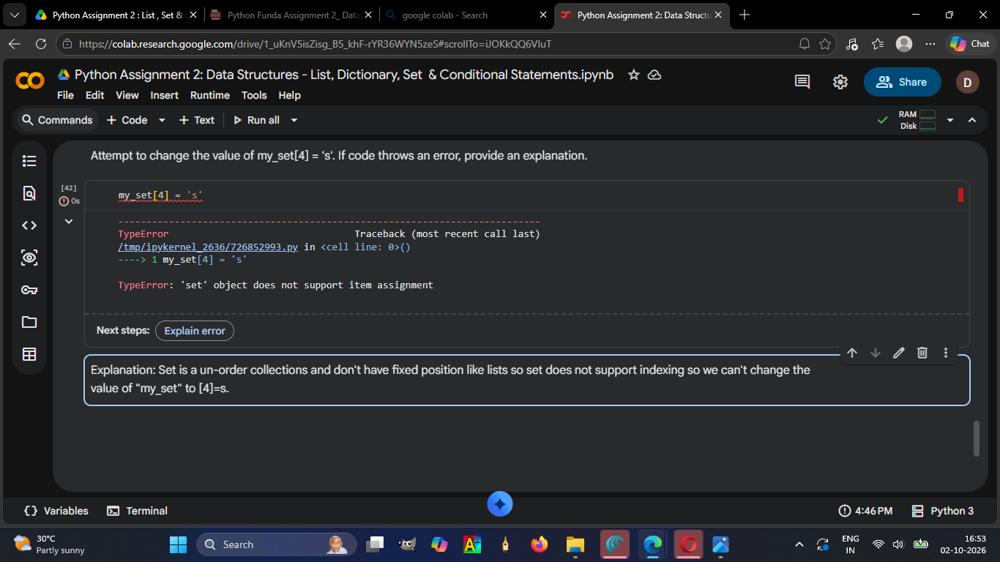 Python Assignment 2 : List , Set &
Python Funda Assignment 2_ Data
google colab - Search
Python Assignment 2: Data Structu
https://colab.research.google.com/drive/1_uKnV5isZisg_B5_khF-rYR36WYN5zeS#scrollTo=iJOKkQQ6VIuT
Chat
Python Assignment 2: Data Structures - List, Dictionary, Set & Conditional Statements.ipynb
Share
D
File Edit View Insert Runtime Tools Help
Commands + Code + Text Run all
RAM
Disk
Attempt to change the value of my_set[4] = 's'. If code throws an error, provide an explanation.
[42]
0s
my_set[4] = 's'
---------------------------------------------------------------------------
TypeError Traceback (most recent call last)
/tmp/ipykernel_2636/726852993.py in <cell line: 0>()
----> 1 my_set[4] = 's'
TypeError: 'set' object does not support item assignment
Next steps: Explain error
Explanation: Set is a un-order collections and don't have fixed position like lists so set does not support indexing so we can't change the
value of "my_set" to [4]=s.
{} Variables Terminal
4:46 PM Python 3
30°C
Partly sunny
Search
ENG
IN
16:53
02-10-2026